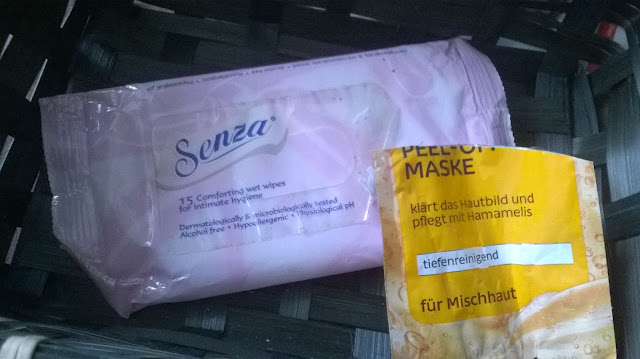 Senza
15 Comforting wet wipes
for intimate hygiene
Dermatologically & microbiologically tested
Alcohol free • Hypoallergenic • Physiological pH
PEEL-OFF
MASKE
klärt das Hautbild und
pflegt mit Hamamelis
tiefenreinigend
für Mischhaut